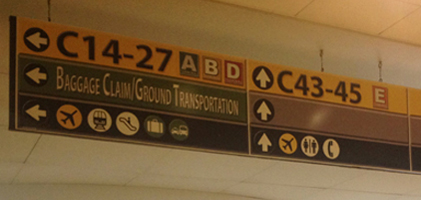 C14-27 A B D
Baggage Claim/Ground Transportation
C43-45 E